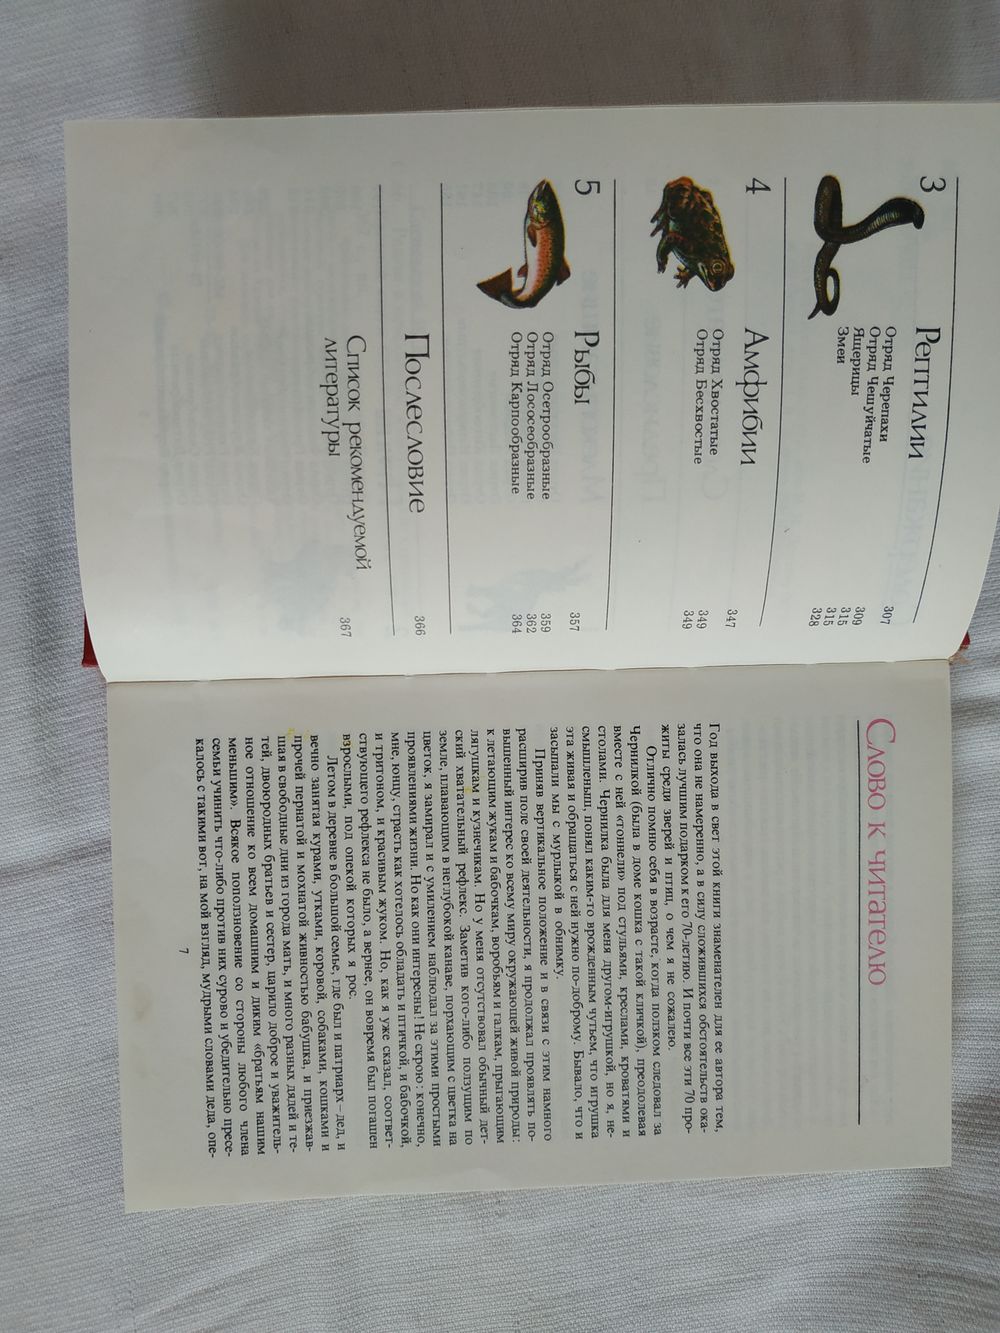 3
Рептилии
307
Отряд Черепахи
309
Отряд Чешуйчатые
315
Ящерицы
315
Змеи
328
4
Амфибии
347
Отряд Хвостатые
349
Отряд Бесхвостые
349
5
Рыбы
357
Отряд Осетрообразные
359
Отряд Лососеобразные
362
Отряд Карпообразные
364
Послесловие
366
Список рекомендуемой
литературы
367
Слово к читателю
Год выхода в свет этой книги знаменателен для ее автора тем,
что она не намеренно, а в силу сложившихся обстоятельств ока-
залась лучшим подарком к его 70-летию. И почти все эти 70 про-
житы среди зверей и птиц, о чем я не сожалею.
Отлично помню себя в возрасте, когда ползком следовал за
Чернилкой (была в доме кошка с такой кличкой), преодолевая
вместе с ней «тоннели» под стульями, креслами, кроватями и
столами. Чернилка была для меня другом-игрушкой, но я, не-
смышленыш, понял каким-то врожденным чутьем, что игрушка
эта живая и обращаться с ней нужно по-доброму. Бывало, что и
засыпали мы с мурлыкой в обнимку.
Приняв вертикальное положение и в связи с этим намного
расширив поле своей деятельности, я продолжал проявлять по-
вышенный интерес ко всему миру окружающей живой природы:
к летающим жукам и бабочкам, воробьям и галкам, прыгающим
лягушкам и кузнечикам. Но у меня отсутствовал обычный дет-
ский хватательный рефлекс. Заметив кого-либо ползущим по
земле, плавающим в неглубокой канаве, порхающим с цветка на
цветок, я замирал и с умилением наблюдал за этими простыми
проявлениями жизни. Но как они интересны! Не скрою: конечно,
мне, юнцу, страсть как хотелось обладать и птичкой, и бабочкой,
и тритоном, и красивым жуком. Но, как я уже сказал, соответ-
ствующего рефлекса не было, а вернее, он вовремя был погашен
взрослыми, под опекой которых я рос.
Летом в деревне в большой семье, где был и патриарх – дед, и
вечно занятая курами, утками, коровой, собаками, кошками и
прочей пернатой и мохнатой живностью бабушка, и приезжав-
шая в свободные дни из города мать, и много разных дядей и те-
тей, двоюродных братьев и сестер, царило доброе и уважитель-
ное отношение ко всем домашним и диким «братьям нашим
меньшим». Всякое поползновение со стороны любого члена
семьи учинить что-либо против них сурово и убедительно пресе-
калось с такими вот, на мой взгляд, мудрыми словами деда, опе-
7